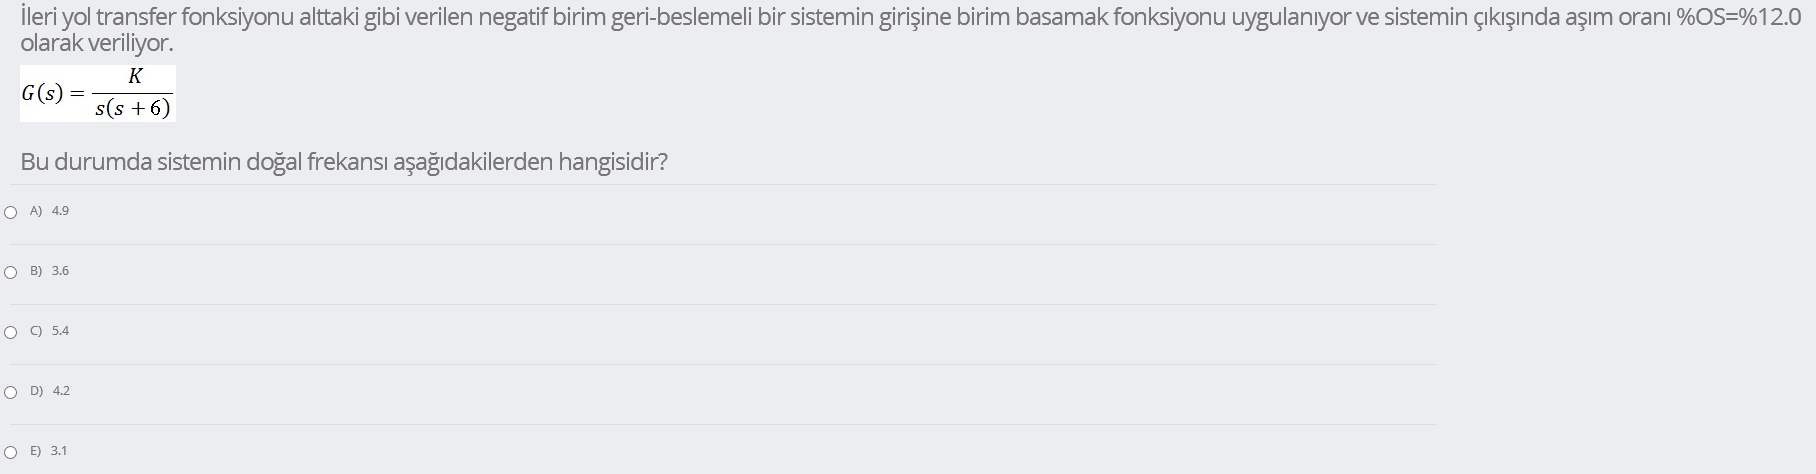 İleri yol transfer fonksiyonu alttaki gibi verilen negatif birim geri-beslemeli bir sistemin girişine birim basamak fonksiyonu uygulanıyor ve sistemin çıkışında aşım oranı %OS=%12.0
olarak veriliyor.
G(s) = K / s(s + 6)
Bu durumda sistemin doğal frekansı aşağıdakilerden hangisidir?
A) 4.9
B) 3.6
C) 5.4
D) 4.2
E) 3.1